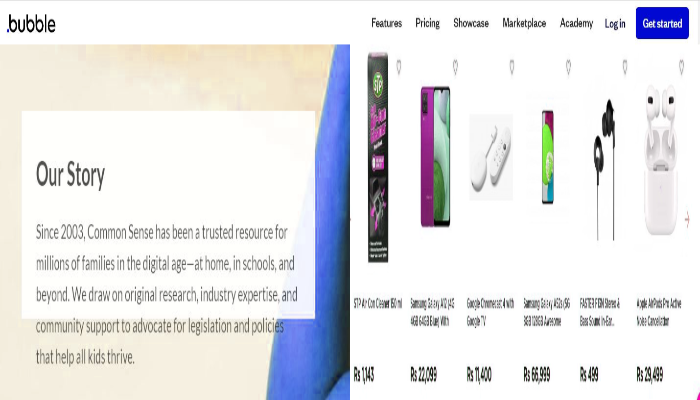 .bubble
Features Pricing Showcase Marketplace Academy Log in Get started
Our Story
Since 2003, Common Sense has been a trusted resource for
millions of families in the digital age—at home, in schools, and
beyond. We draw on original research, industry expertise, and
community support to advocate for legislation and policies
that help all kids thrive.
STP
STP Air Con Cleaner 150 ml
Samsung Galaxy A12 (4G
4GB 64GB Blue) With
Google Chromecast 4 with
Google TV
Samsung Galaxy A52s (5G
8GB 128GB Awesome
FASTER F10N Stereo &
Bass Sound In-Ear...
Apple AirPods Pro Active
Noise Cancellation
Rs 1,143
Rs 22,099
Rs 11,400
Rs 66,999
Rs 499
Rs 29,499